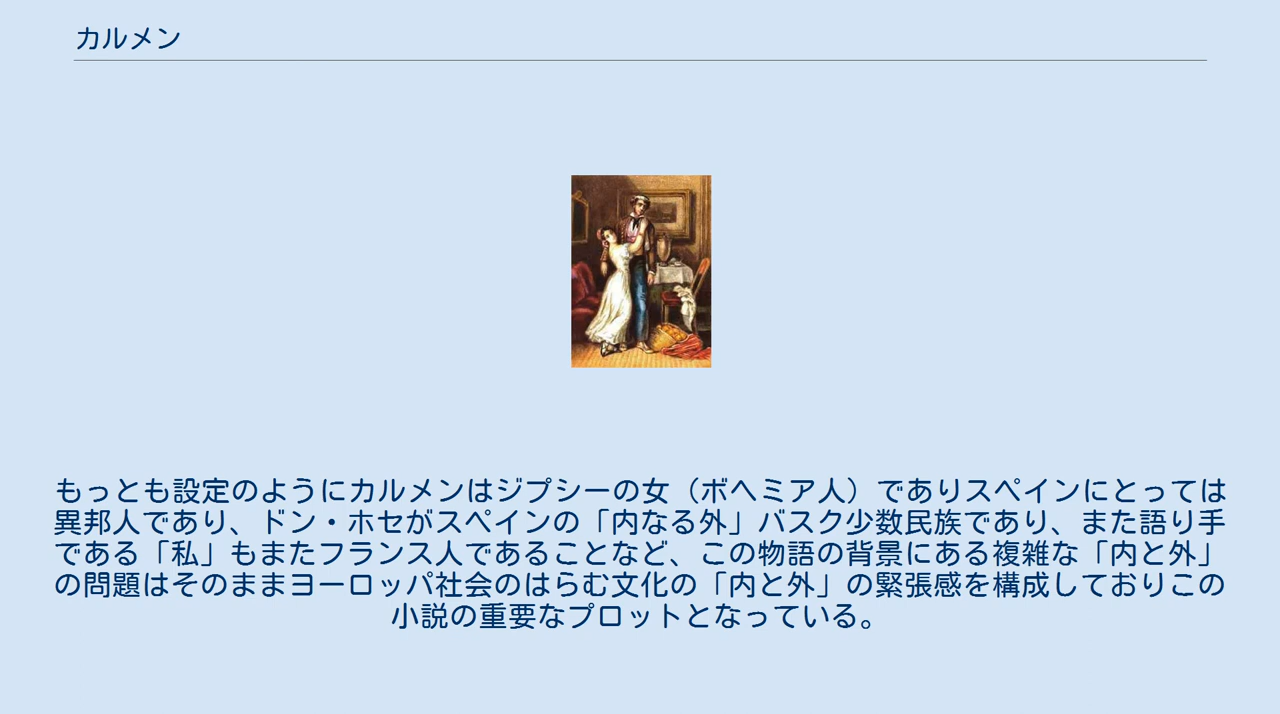 カルメン
もっとも設定のようにカルメンはジプシーの女（ボヘミア人）でありスペインにとっては
異邦人であり、ドン・ホセがスペインの「内なる外」バスク少数民族であり、また語り手
である「私」もまたフランス人であることなど、この物語の背景にある複雑な「内と外」
の問題はそのままヨーロッパ社会のはらむ文化の「内と外」の緊張感を構成しておりこの
小説の重要なプロットとなっている。